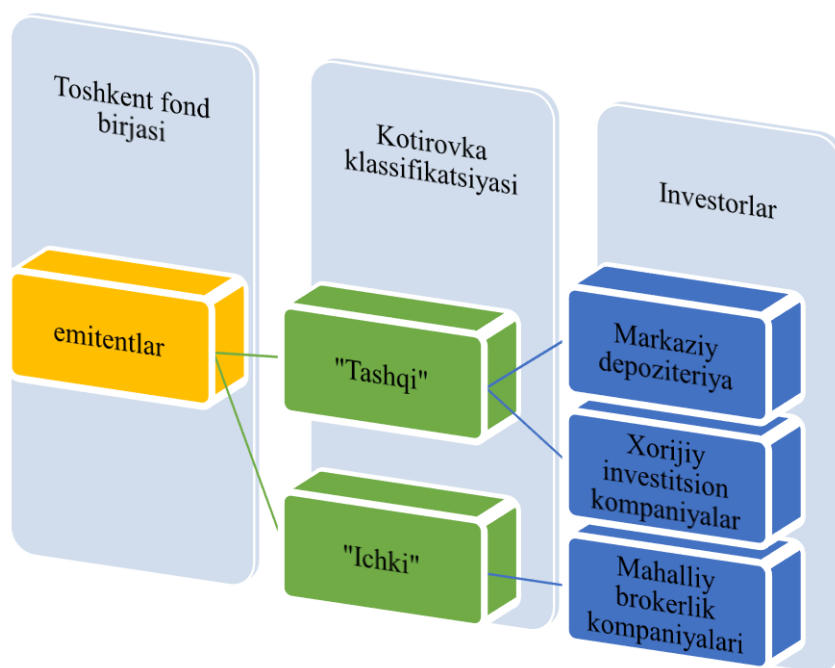 Toshkent fond
birjasi
emitentlar
Kotirovka
klassifikatsiyasi
"Tashqi"
"Ichki"
Investorlar
Markaziy
depoziteriya
Xorijiy
investitsion
kompaniyalar
Mahalliy
brokerlik
kompaniyalari